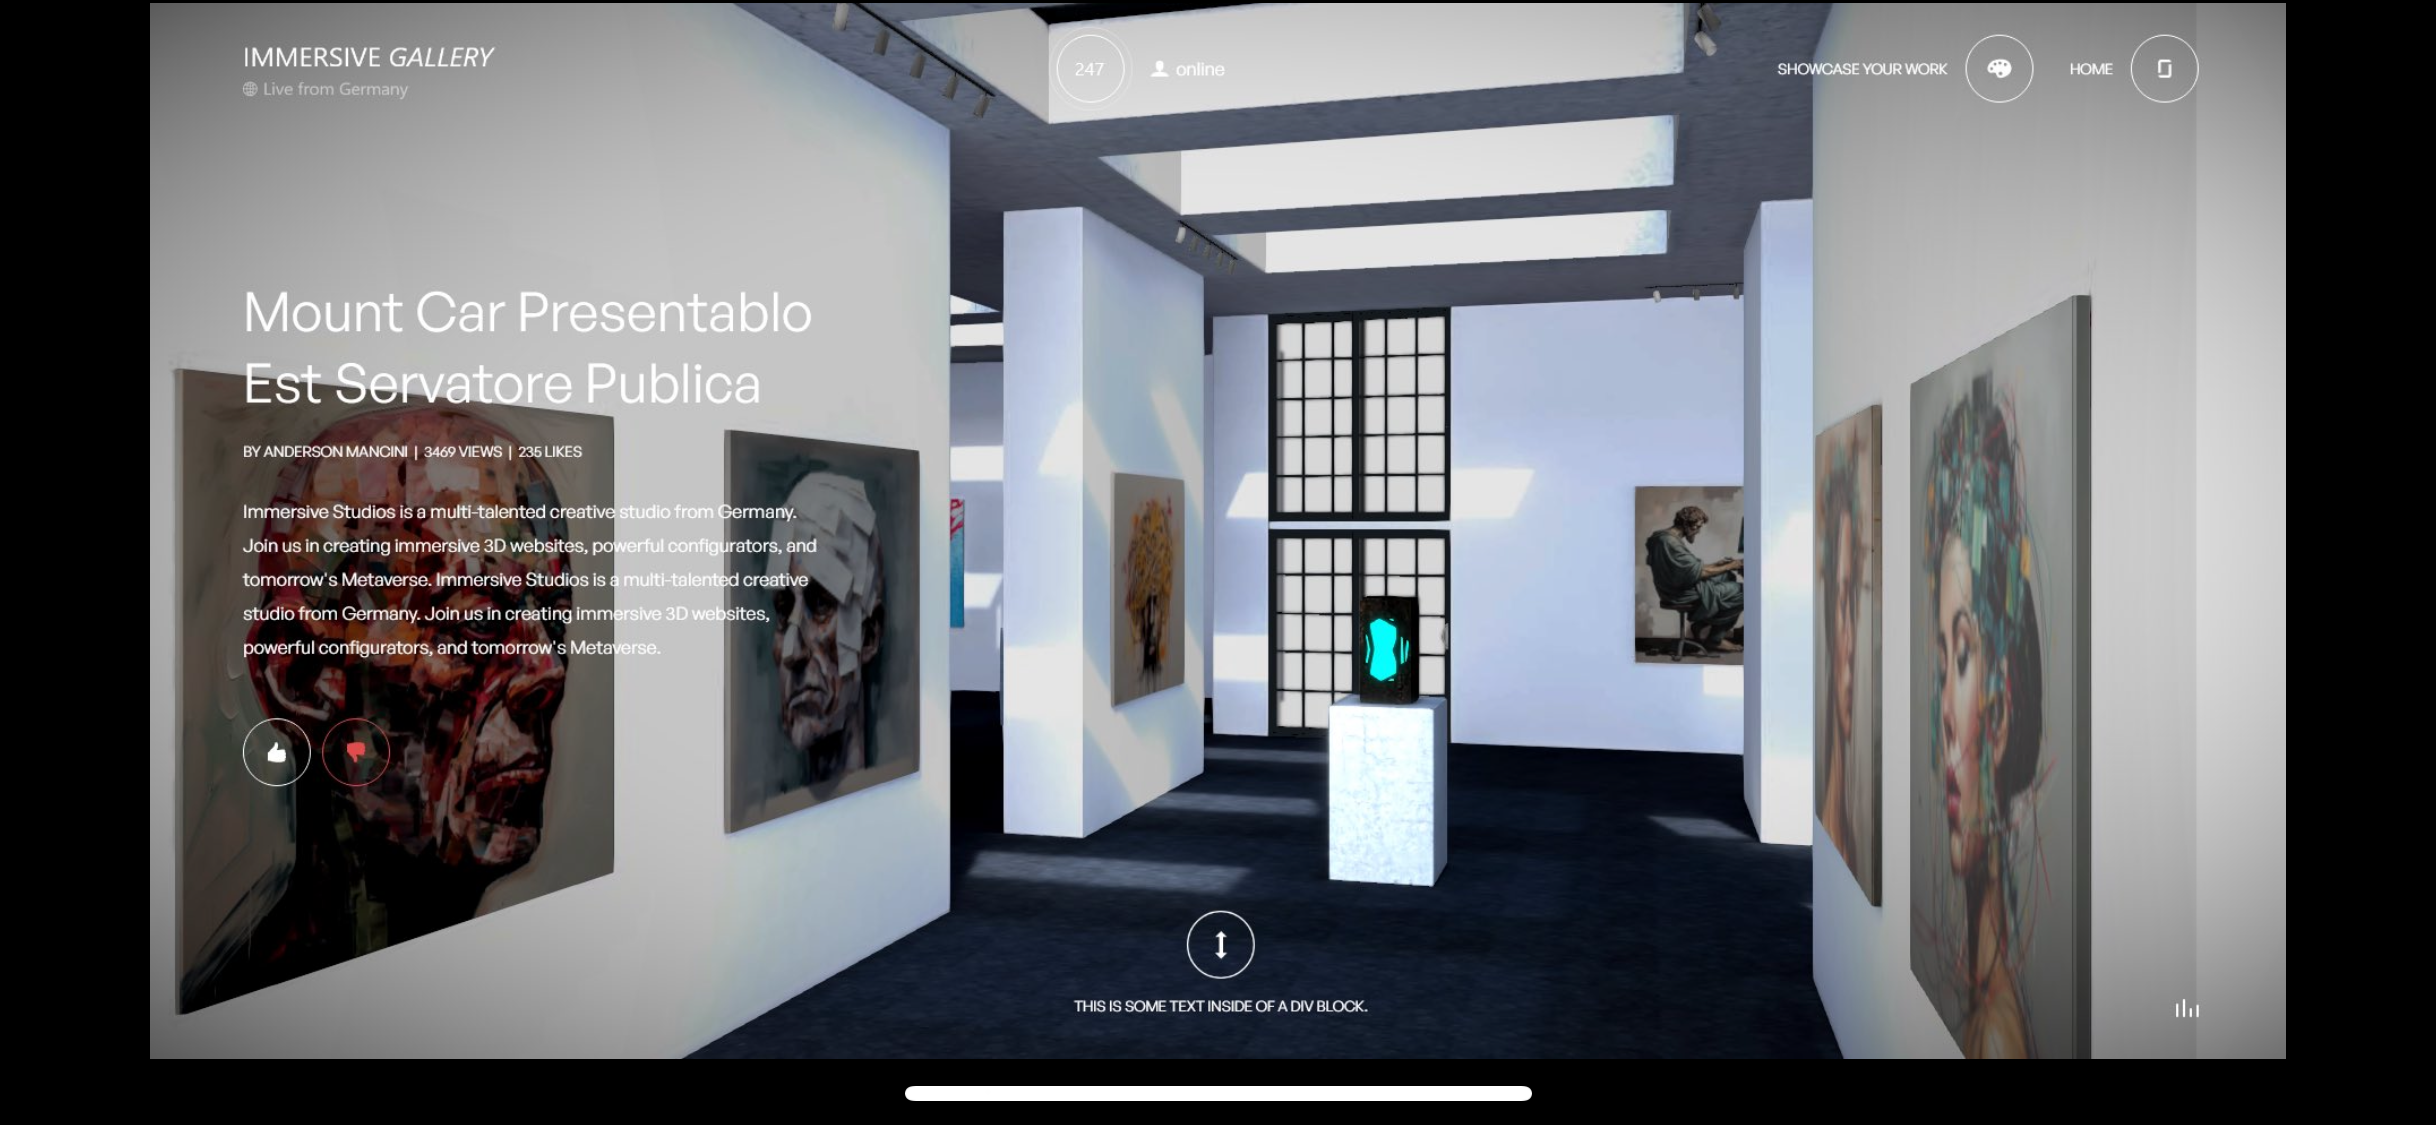 IMMERSIVE GALLERY
Live from Germany
247
online
SHOWCASE YOUR WORK
HOME
Mount Car Presentablo
Est Servatore Publica
BY ANDERSON MANCINI | 3469 VIEWS | 235 LIKES
Immersive Studios is a multi-talented creative studio from Germany.
Join us in creating immersive 3D websites, powerful configurators, and
tomorrow's Metaverse. Immersive Studios is a multi-talented creative
studio from Germany. Join us in creating immersive 3D websites,
powerful configurators, and tomorrow's Metaverse.
THIS IS SOME TEXT INSIDE OF A DIV BLOCK.